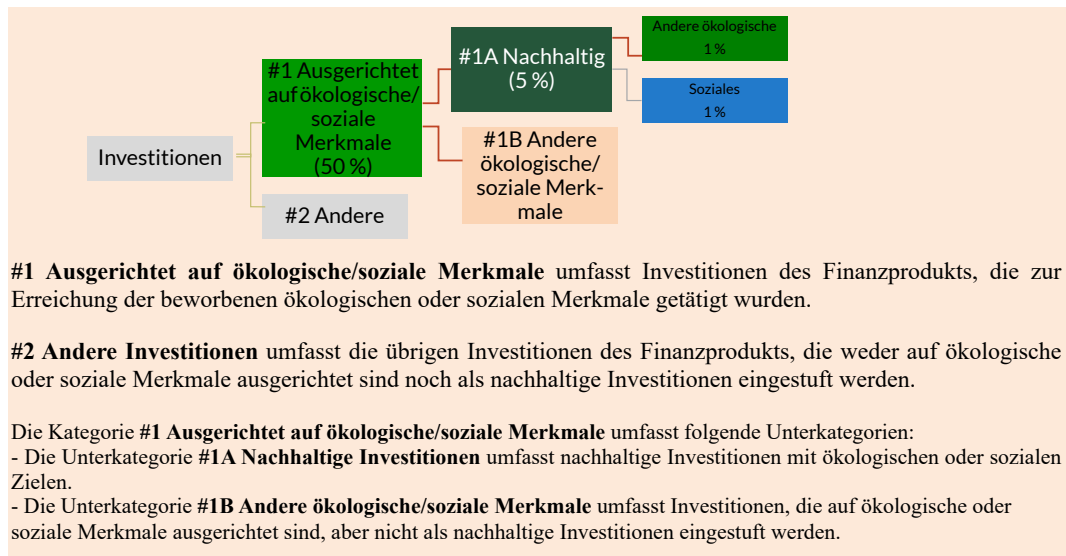 Investitionen
#1 Ausgerichtet
auf ökologische/
soziale
Merkmale
(50 %)
#2 Andere
#1A Nachhaltig
(5 %)
#1B Andere
ökologische/
soziale Merk-
male
Andere ökologische
1 %
Soziales
1 %
#1 Ausgerichtet auf ökologische/soziale Merkmale umfasst Investitionen des Finanzprodukts, die zur
Erreichung der beworbenen ökologischen oder sozialen Merkmale getätigt wurden.
#2 Andere Investitionen umfasst die übrigen Investitionen des Finanzprodukts, die weder auf ökologische
oder soziale Merkmale ausgerichtet sind noch als nachhaltige Investitionen eingestuft werden.
Die Kategorie #1 Ausgerichtet auf ökologische/soziale Merkmale umfasst folgende Unterkategorien:
- Die Unterkategorie #1A Nachhaltige Investitionen umfasst nachhaltige Investitionen mit ökologischen oder sozialen
Zielen.
- Die Unterkategorie #1B Andere ökologische/soziale Merkmale umfasst Investitionen, die auf ökologische oder
soziale Merkmale ausgerichtet sind, aber nicht als nachhaltige Investitionen eingestuft werden.